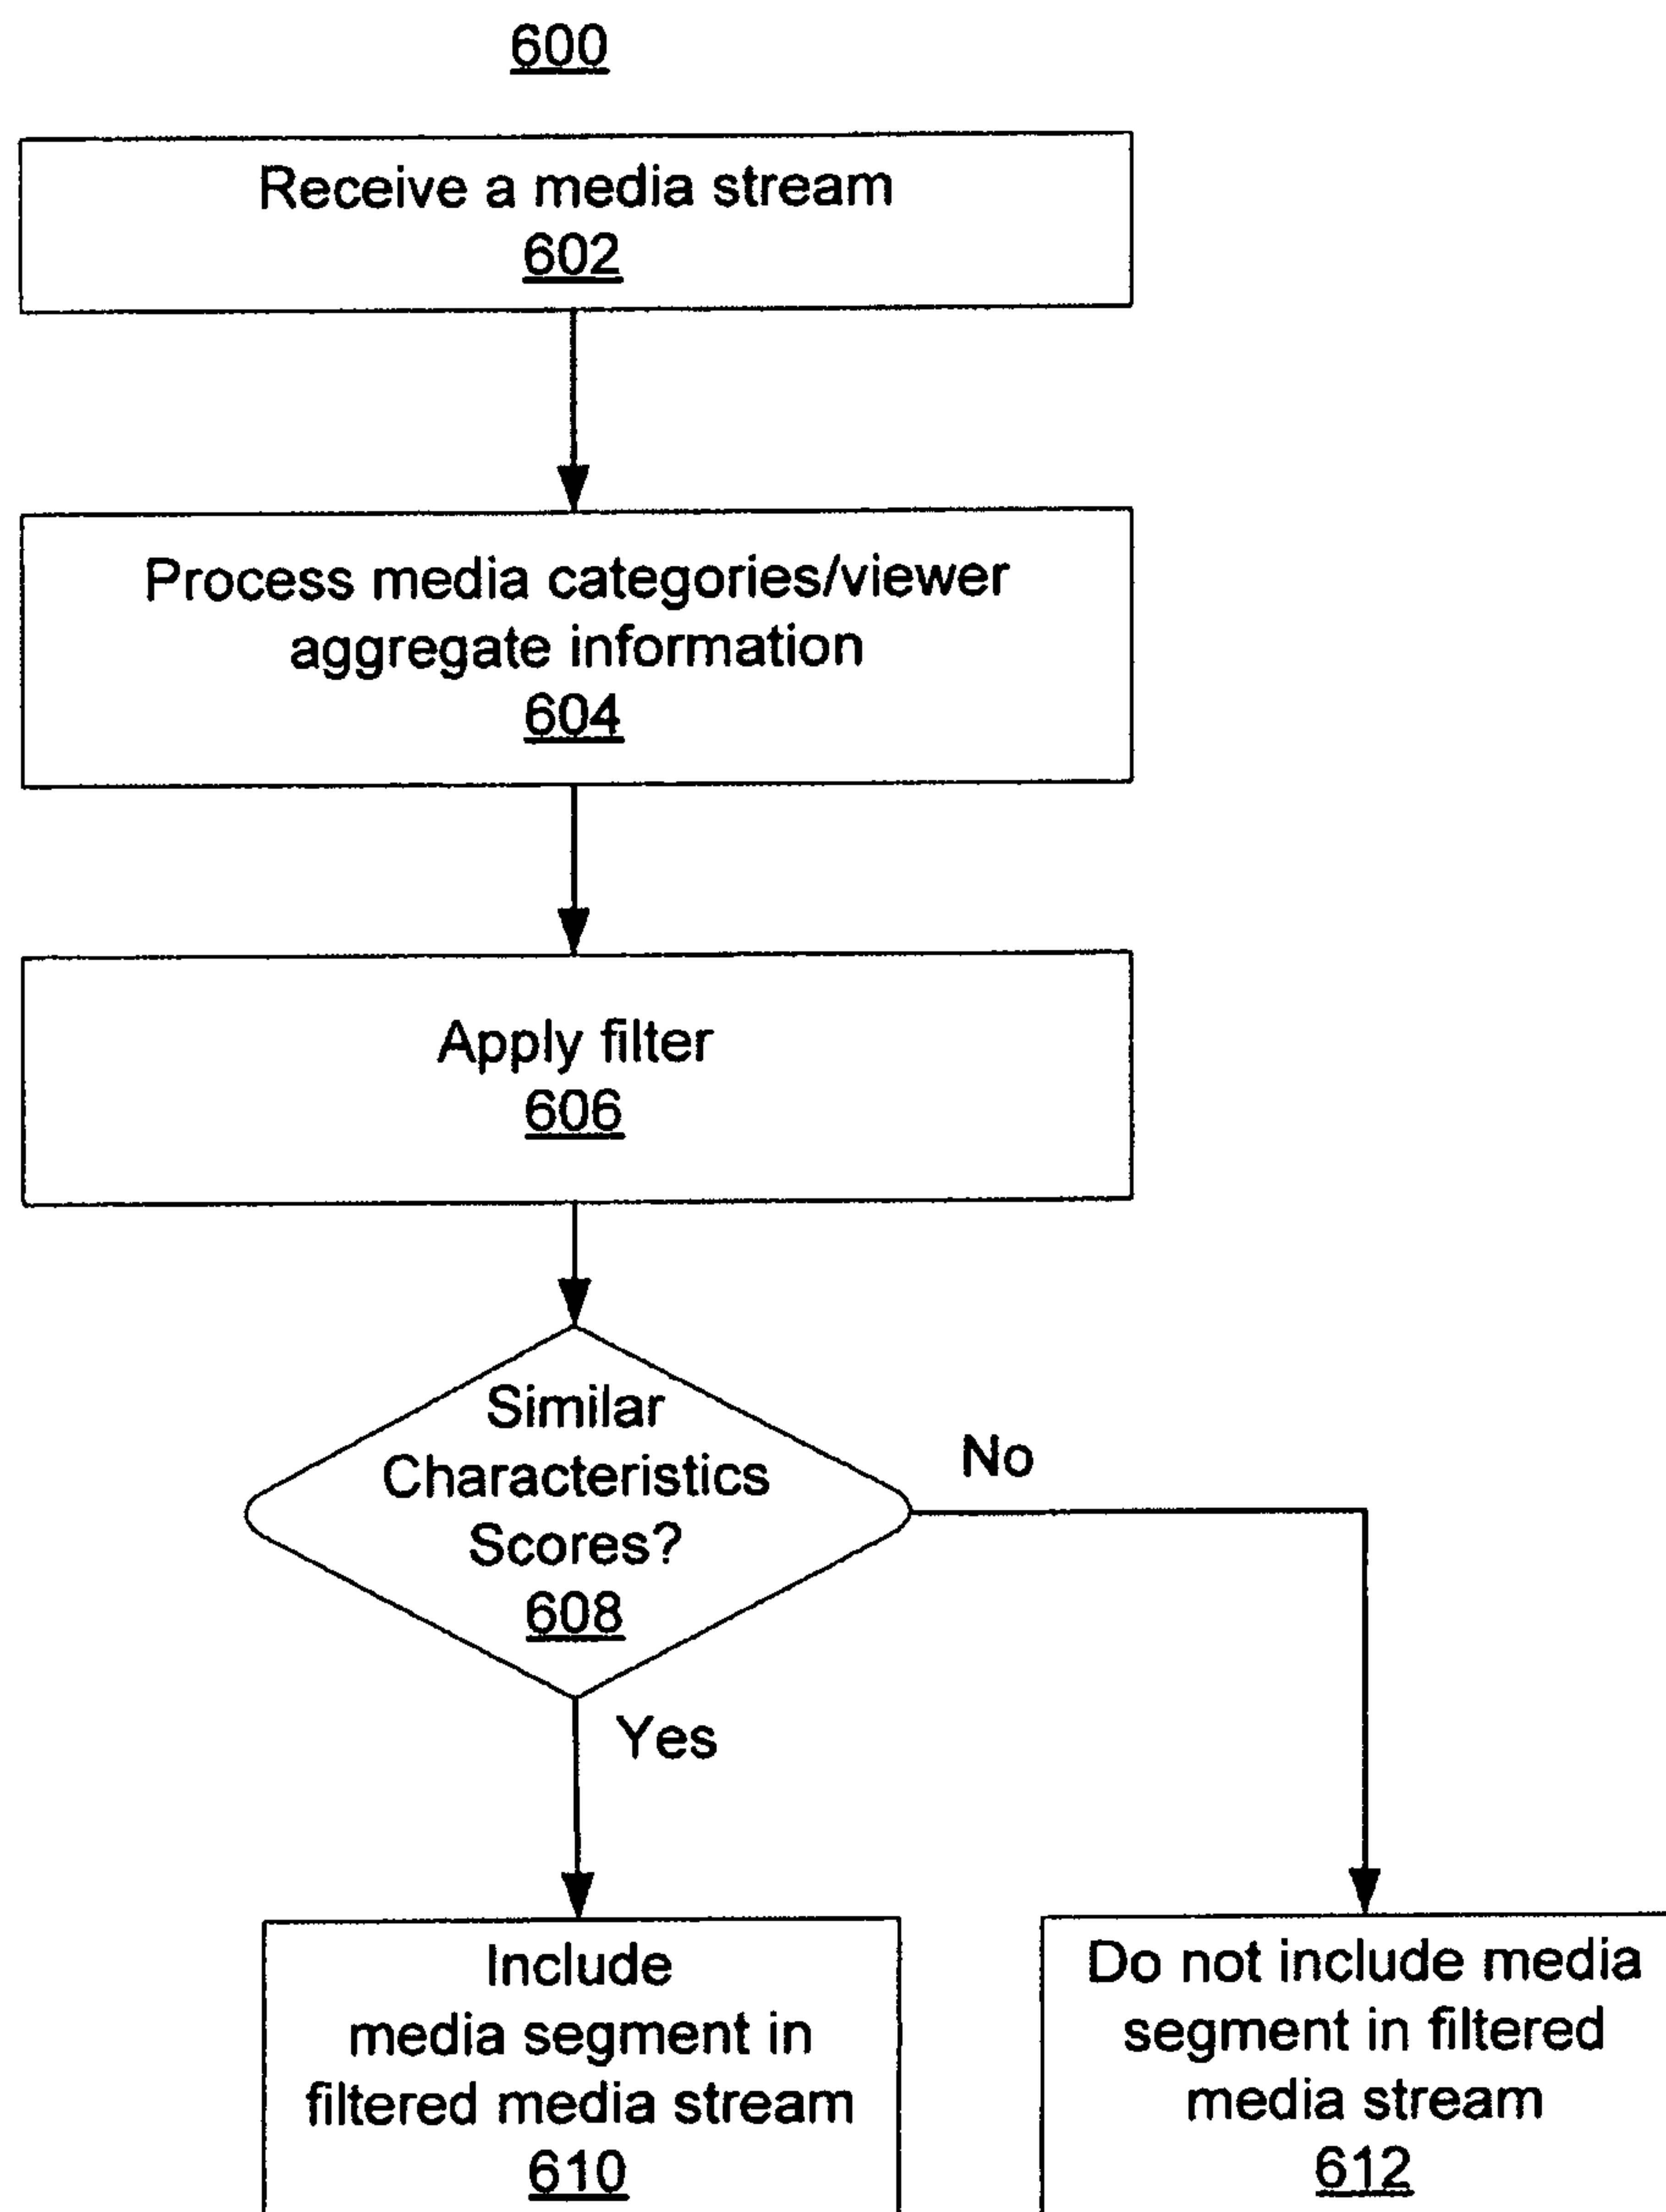 600
Receive a media stream
602
Process media categories/viewer
aggregate information
604
Apply filter
606
Similar
Characteristics
Scores?
608
No
Yes
Include
media segment in
filtered media stream
610
Do not include media
segment in filtered
media stream
612